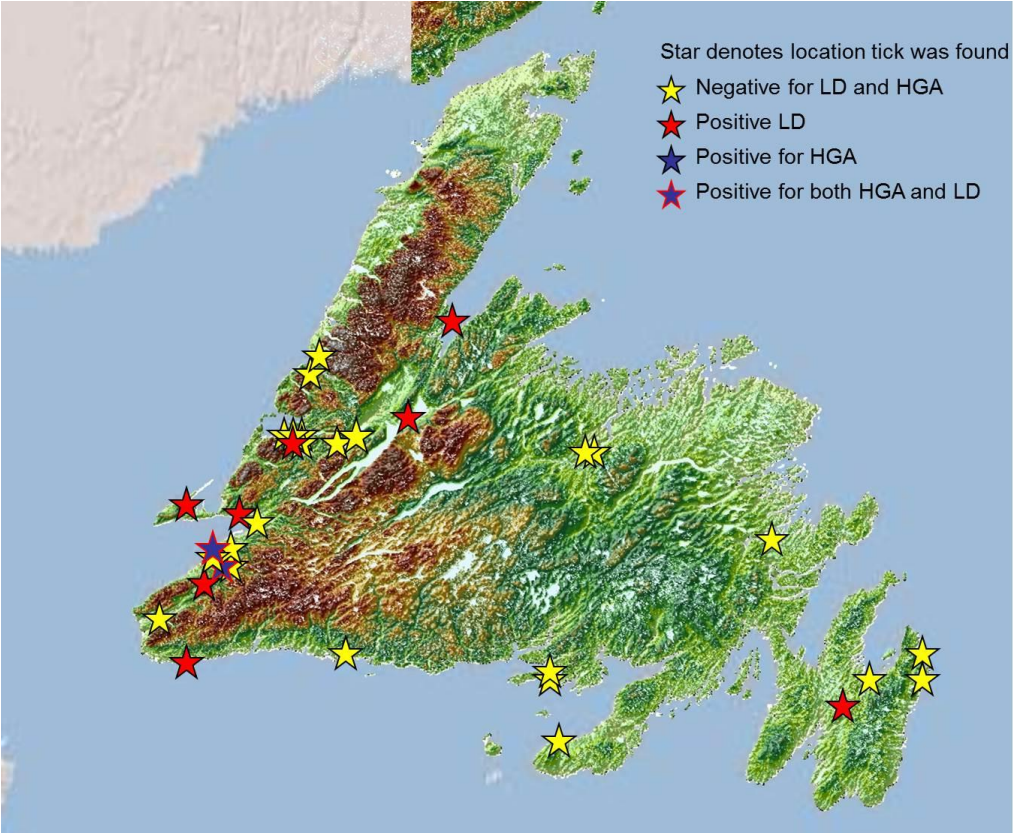 Star denotes location tick was found
Negative for LD and HGA
Positive LD
Positive for HGA
Positive for both HGA and LD